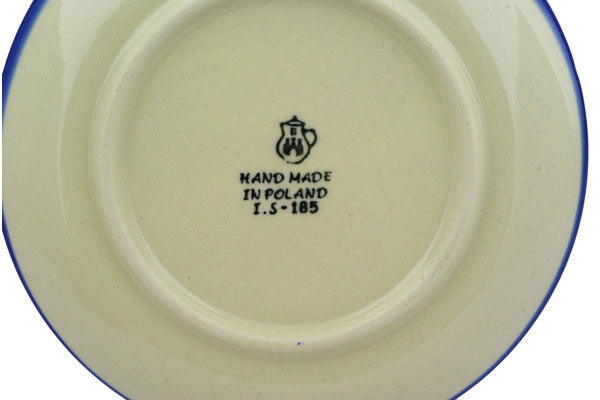 B
HAND MADE
IN POLAND
I.S-185